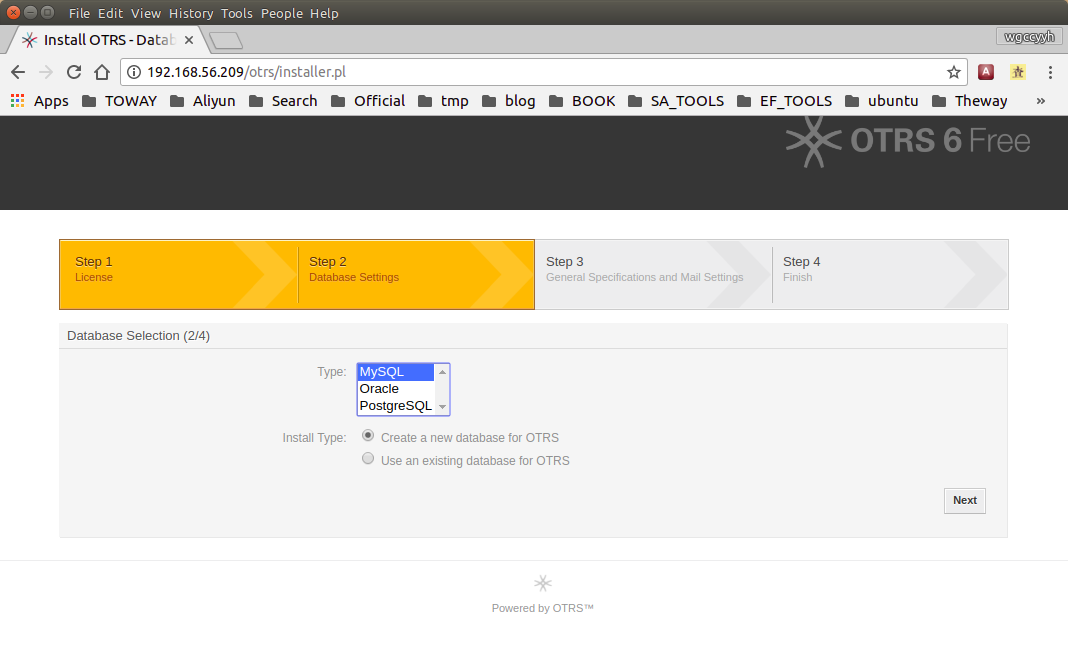 File Edit View History Tools People Help
Install OTRS - Datab
wgccyyh
192.168.56.209/otrs/installer.pl
Apps TOWAY Aliyun Search Official tmp blog BOOK SA_TOOLS EF_TOOLS ubuntu Theway »
OTRS 6 Free
Step 1 Step 2 Step 3 Step 4
License Database Settings General Specifications and Mail Settings Finish
Database Selection (2/4)
Type: MySQL
Oracle
PostgreSQL
Install Type: Create a new database for OTRS
Use an existing database for OTRS
Next
Powered by OTRS™